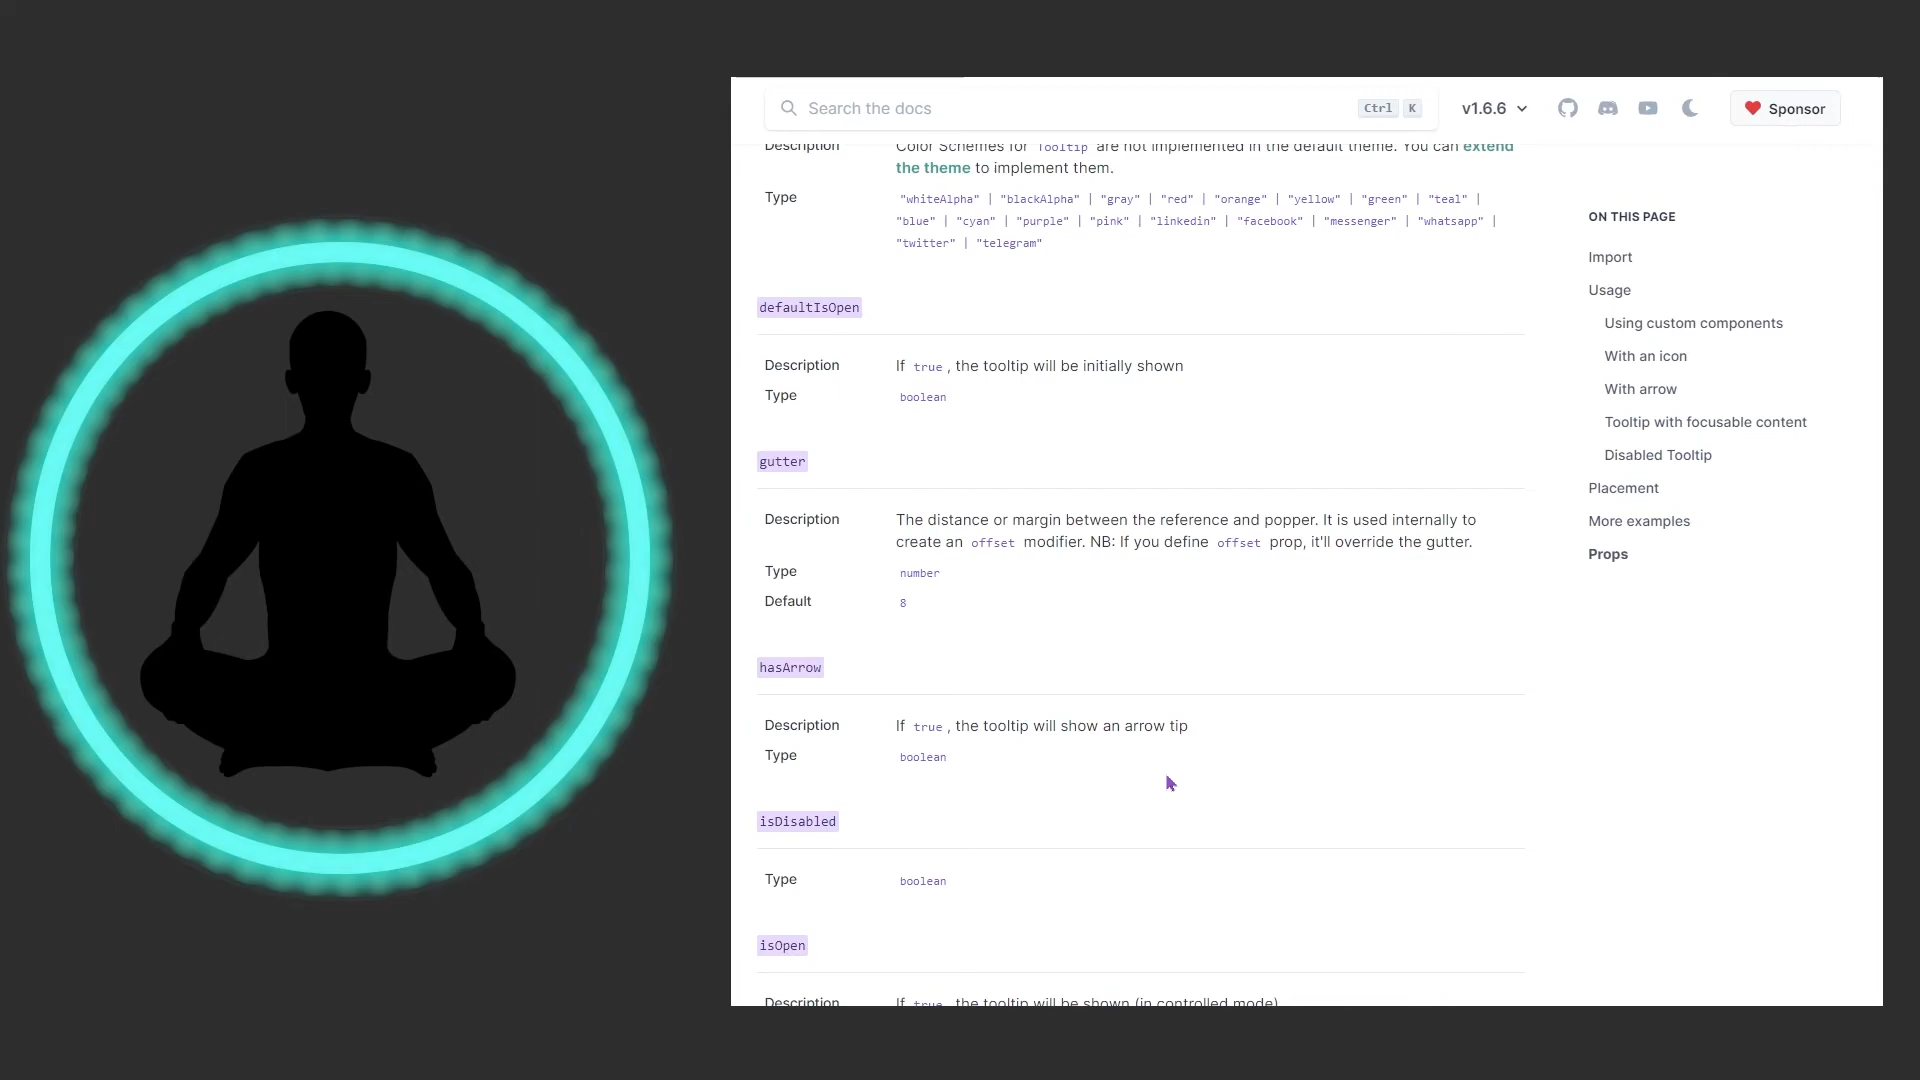 Search the docs
Ctrl K
v1.6.6
Sponsor
Description Color Schemes for Tooltip are not implemented in the default theme. You can extend
the theme to implement them.
Type "whiteAlpha" | "blackAlpha" | "gray" | "red" | "orange" | "yellow" | "green" | "teal" |
"blue" | "cyan" | "purple" | "pink" | "linkedin" | "facebook" | "messenger" | "whatsapp" |
"twitter" | "telegram"
defaultIsOpen
Description If true , the tooltip will be initially shown
Type boolean
gutter
Description The distance or margin between the reference and popper. It is used internally to
create an offset modifier. NB: If you define offset prop, it'll override the gutter.
Type number
Default 8
hasArrow
Description If true , the tooltip will show an arrow tip
Type boolean
isDisabled
Type boolean
isOpen
Description If true , the tooltip will be shown (in controlled mode)
ON THIS PAGE
Import
Usage
Using custom components
With an icon
With arrow
Tooltip with focusable content
Disabled Tooltip
Placement
More examples
Props